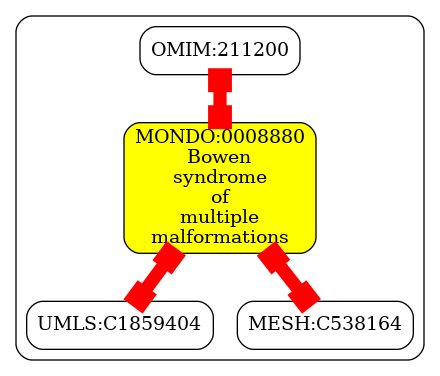 OMIM:211200
MONDO:0008880
Bowen
syndrome
of
multiple
malformations
UMLS:C1859404
MESH:C538164